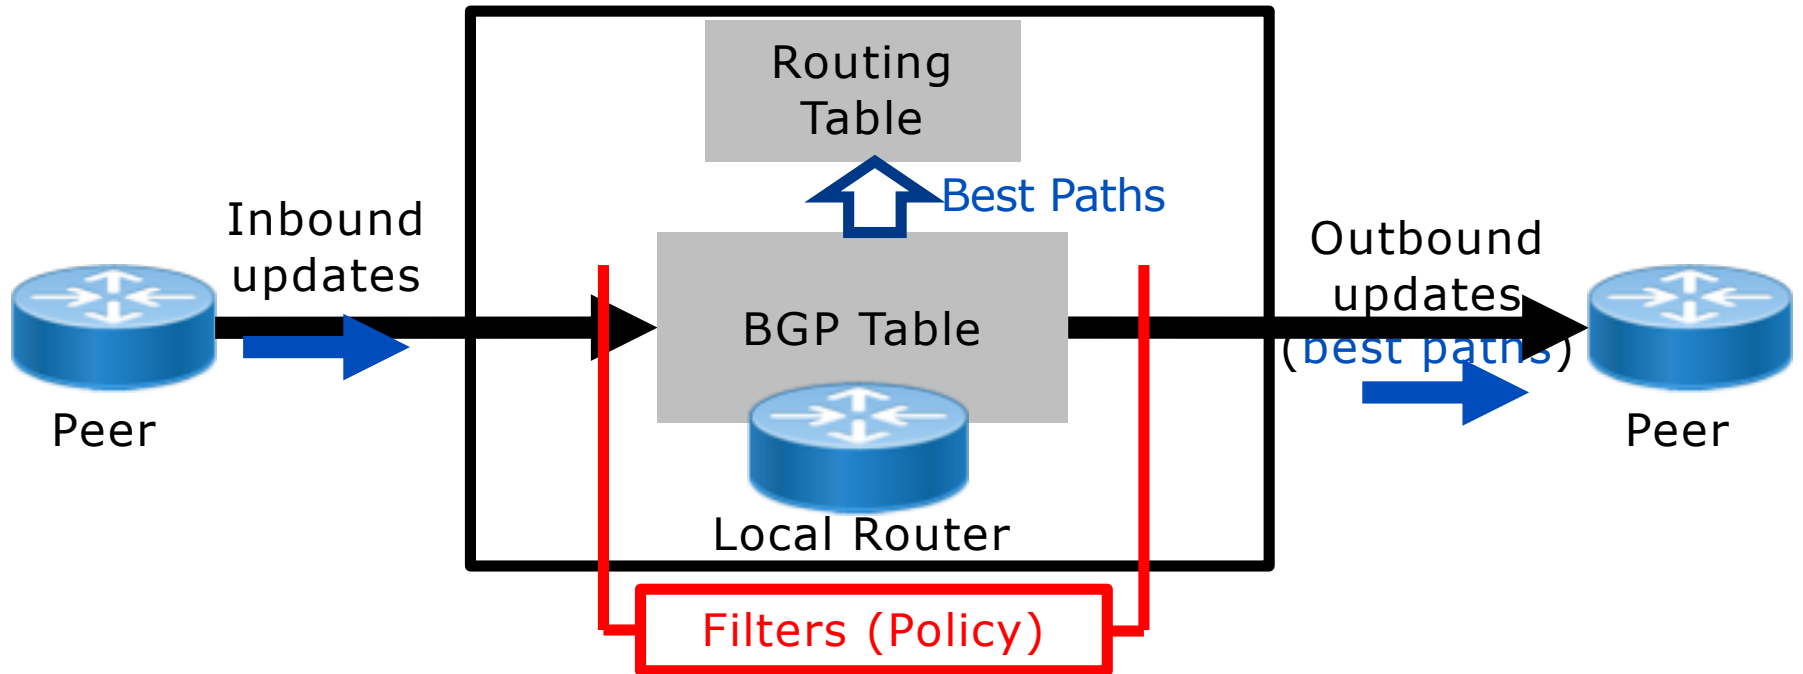 Routing
Table
Best Paths
Inbound
updates
Outbound
updates
(best paths)
BGP Table
Peer
Peer
Local Router
Filters (Policy)